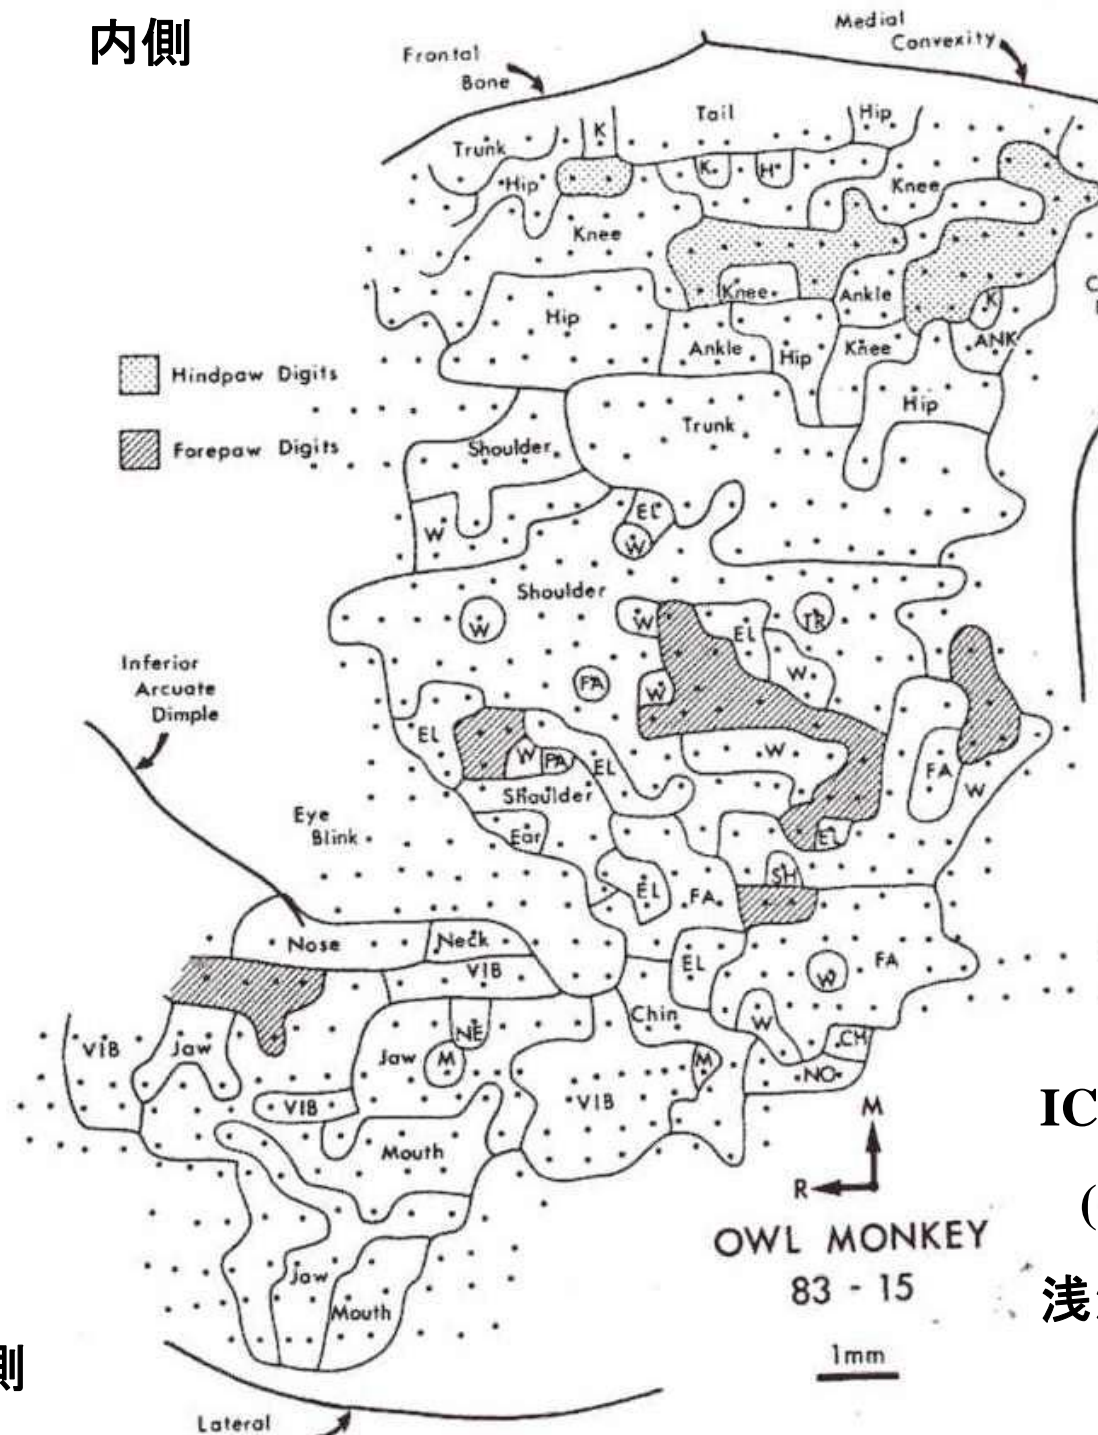 内側
Medial
Convexity
Frontal
Bone
Tail
Hip
K
Trunk
Hip
K
H
Knee
Knee
Knee
Ankle
K
Hip
Ankle
Hip
Knee
ANK
Hindpaw Digits
Hip
Trunk
Forepaw Digits
Shoulder
EL
W
W
Shoulder
W
W
EL
TR
Inferior
Arcuate
Dimple
FA
W
W
EL
W
EL
W
FA
W
Shoulder
Eye
Blink
Ear
EL
SH
EL
FA
Nose
Neck
VIB
EL
FA
W
Chin
W
NE
VIB
Jaw
Jaw
M
M
CH
NO
VIB
VIB
M
IC
Mouth
R
(
OWL MONKEY
83 - 15
Jaw
Mouth
浅
1mm
側
Lateral